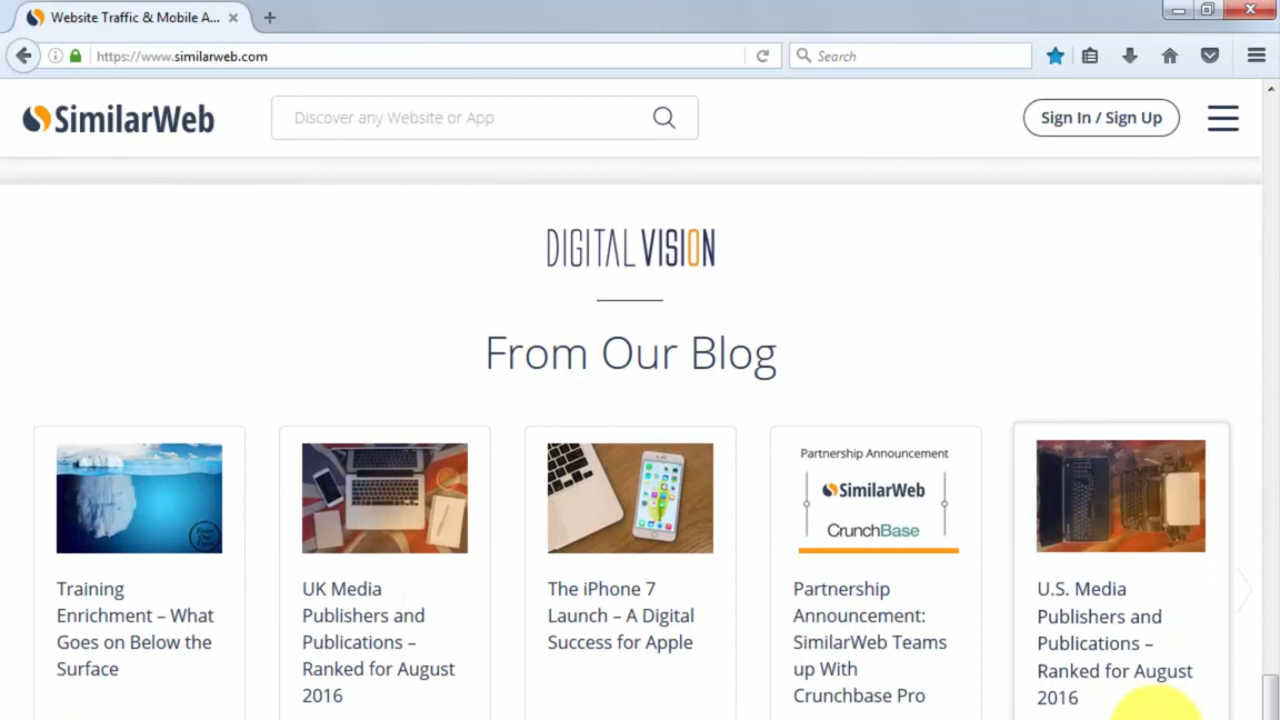 Website Traffic & Mobile A...
https://www.similarweb.com
Search
SimilarWeb
Discover any Website or App
Sign In / Sign Up
DIGITAL VISION
From Our Blog
Training
Enrichment – What
Goes on Below the
Surface
UK Media
Publishers and
Publications –
Ranked for August
2016
The iPhone 7
Launch – A Digital
Success for Apple
Partnership Announcement
SimilarWeb
CrunchBase
Partnership
Announcement:
SimilarWeb Teams
up With
Crunchbase Pro
U.S. Media
Publishers and
Publications –
Ranked for August
2016